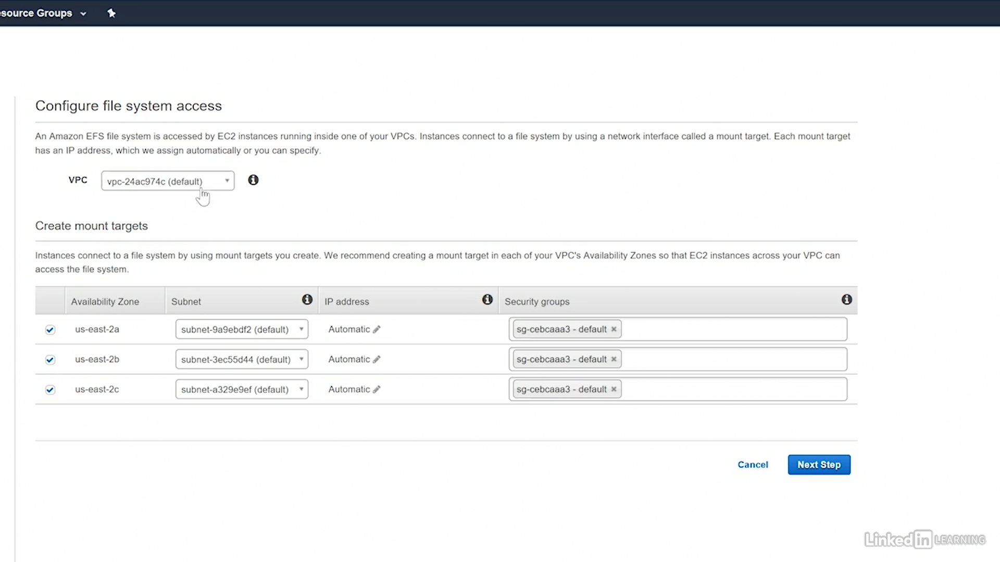 esource Groups
Configure file system access
An Amazon EFS file system is accessed by EC2 instances running inside one of your VPCs. Instances connect to a file system by using a network interface called a mount target. Each mount target
has an IP address, which we assign automatically or you can specify.
VPC vpc-24ac974c (default)
Create mount targets
Instances connect to a file system by using mount targets you create. We recommend creating a mount target in each of your VPC's Availability Zones so that EC2 instances across your VPC can
access the file system.
Availability Zone Subnet IP address Security groups
us-east-2a subnet-9a9ebdf2 (default) Automatic sg-cebcaaa3 - default
us-east-2b subnet-3ec55d44 (default) Automatic sg-cebcaaa3 - default
us-east-2c subnet-a329e9ef (default) Automatic sg-cebcaaa3 - default
Cancel Next Step
Linked in LEARNING